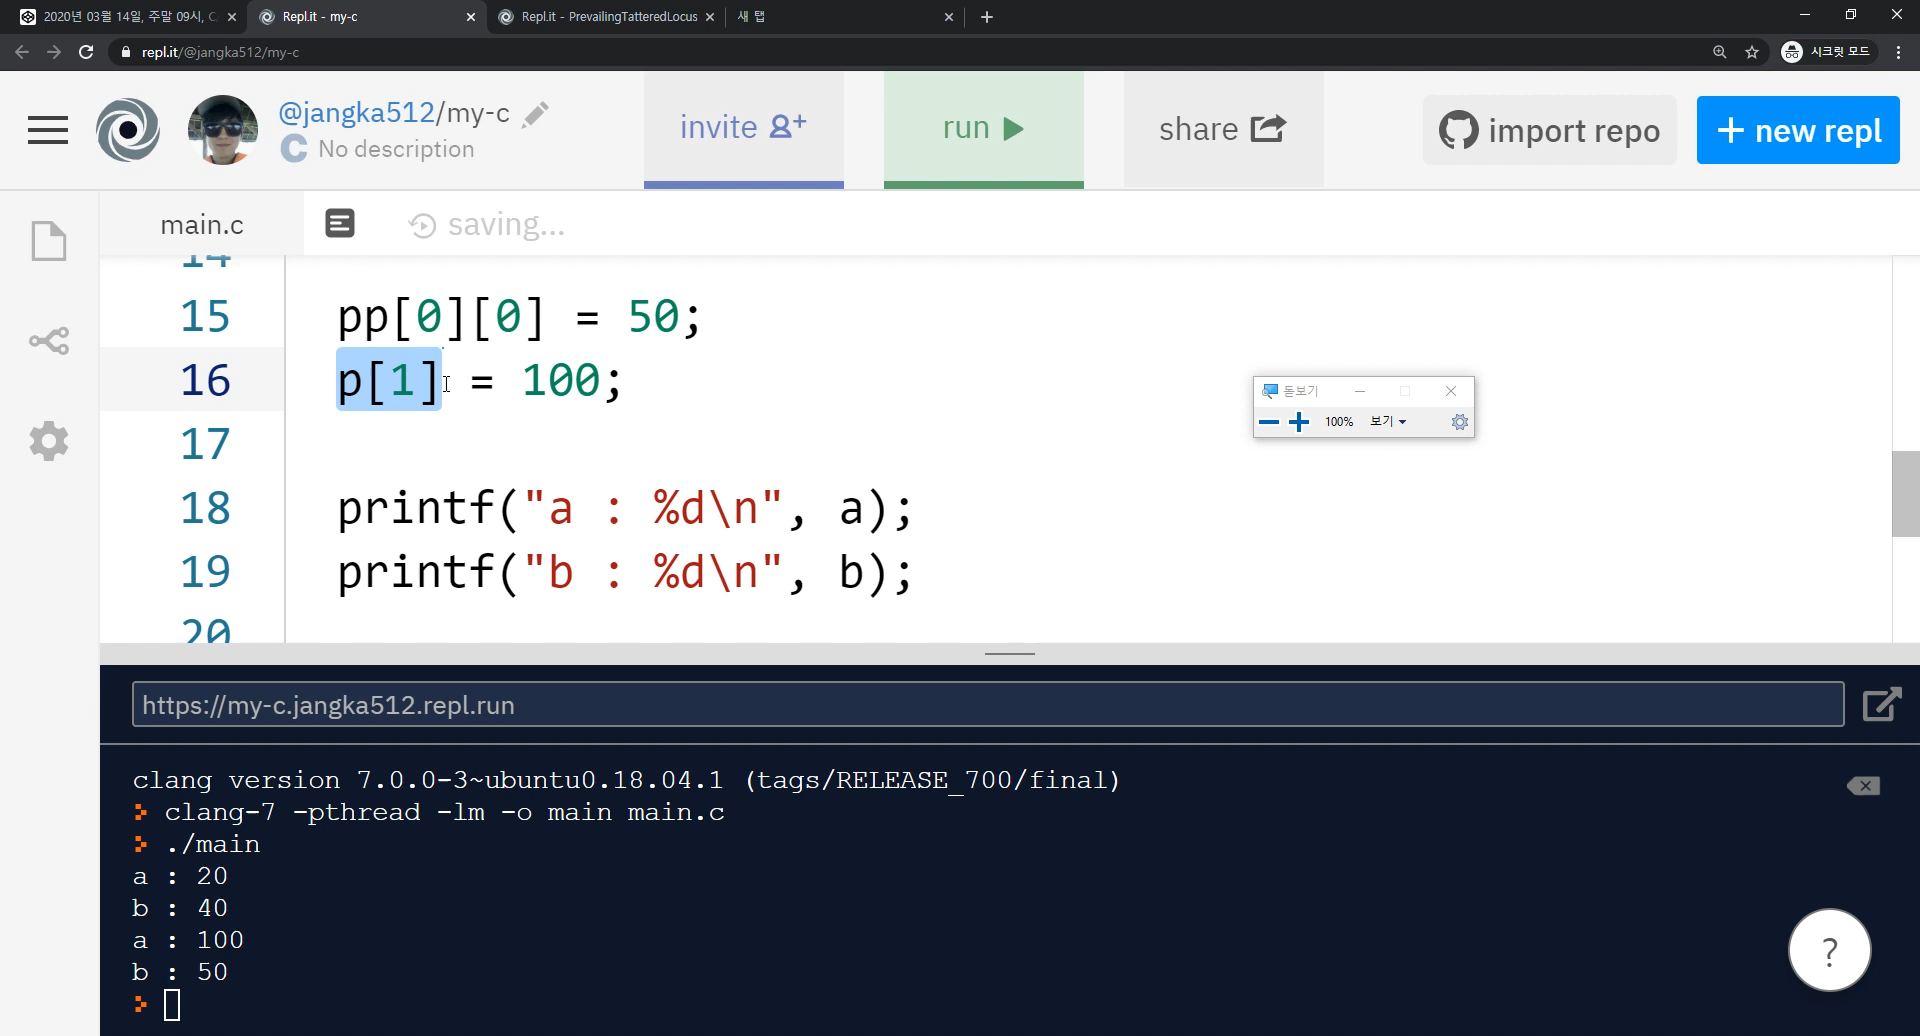 2020년 03월 14일, 주말 09시, C/
Repl.it - my-c
Repl.it - PrevailingTatteredLocus
새 탭
repl.it/@jangka512/my-c
시크릿 모드
@jangka512/my-c
No description
invite
run
share
import repo
+ new repl
main.c
saving...
14
15 pp[0][0] = 50;
16 p[1] = 100;
17
18 printf("a : %d\n", a);
19 printf("b : %d\n", b);
20
돋보기
100% 보기
https://my-c.jangka512.repl.run
clang version 7.0.0-3~ubuntu0.18.04.1 (tags/RELEASE_700/final)
clang-7 -pthread -lm -o main main.c
./main
a : 20
b : 40
a : 100
b : 50
?